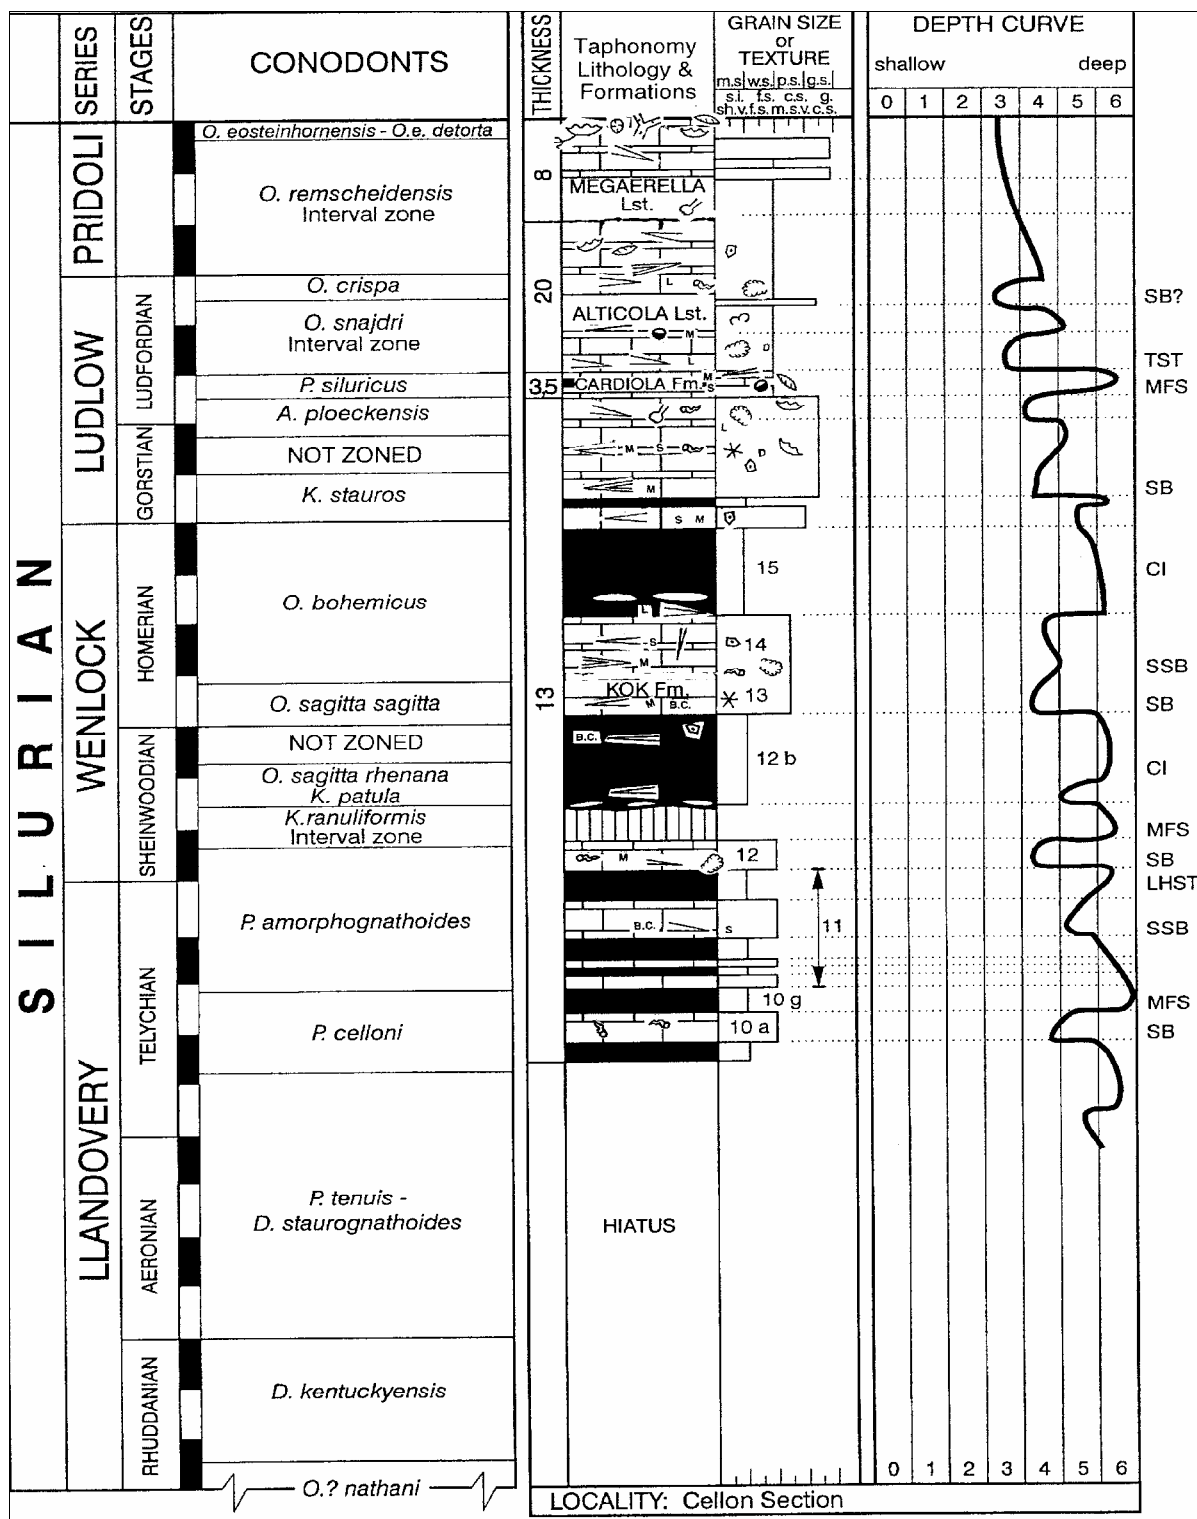 SILURIAN
SERIES
STAGES
CONODONTS
THICKNESS
Taphonomy
Lithology &
Formations
GRAIN SIZE
or
TEXTURE
m.s w.s. p.s. g.s.
s.i. f.s. c.s. g.
sh.v.f.s. m.s.v.c.s.
DEPTH CURVE
shallow deep
0 1 2 3 4 5 6
PRIDOLI
LUDLOW
WENLOCK
LLANDOVERY
LUDFORDIAN
GORSTIAN
HOMERIAN
SHEINWOODIAN
TELYCHIAN
AERONIAN
RHUDDANIAN
O. eosteinhornensis - O.e. detorta
O. remscheidensis
Interval zone
O. crispa
O. snajdri
Interval zone
P. siluricus
A. ploeckensis
NOT ZONED
K. stauros
O. bohemicus
O. sagitta sagitta
NOT ZONED
O. sagitta rhenana
K. patula
K.ranuliformis
Interval zone
P. amorphognathoides
P. celloni
P. tenuis -
D. staurognathoides
D. kentuckyensis
O.? nathani
8
20
3,5
13
MEGAERELLA
Lst.
L
ALTICOLA Lst.
M
L
M
CARDIOLA Fm.
S
L
M S D
M
S M
L
S
M
KOK Fm.
M B.C.
B.C.
M
B.C. S
HIATUS
15
14
13
12 b
12
11
10 g
10 a
SB?
TST
MFS
SB
CI
SSB
SB
CI
MFS
SB
LHST
SSB
MFS
SB
0 1 2 3 4 5 6
LOCALITY: Cellon Section